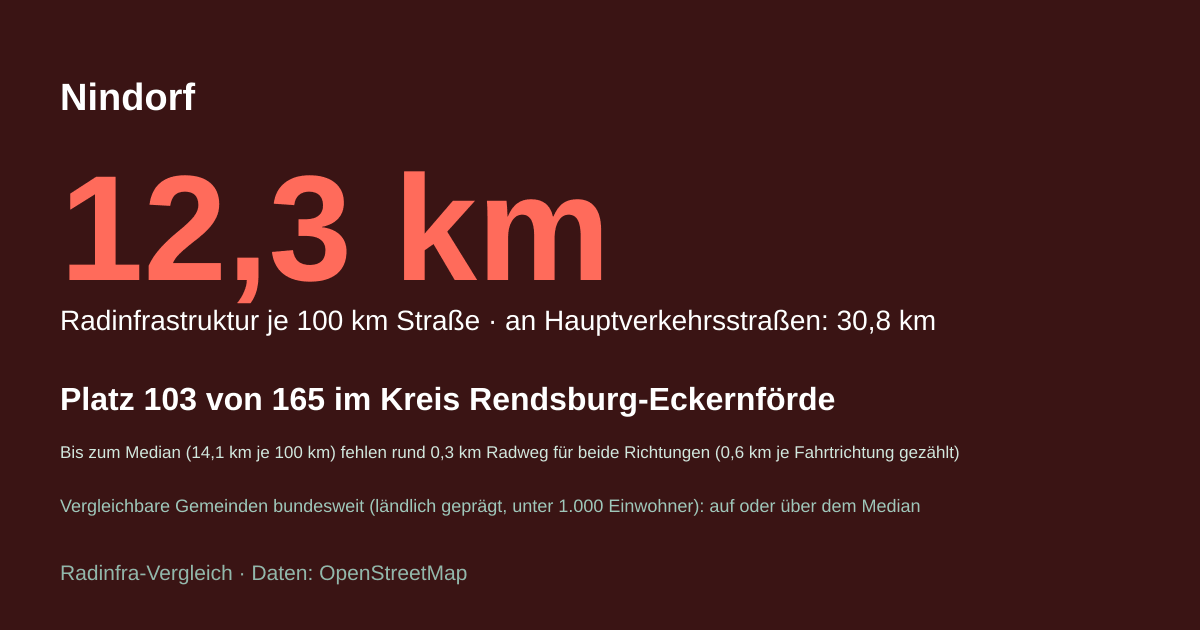 Nindorf
12,3 km
Radinfrastruktur je 100 km Straße · an Hauptverkehrsstraßen: 30,8 km
Platz 103 von 165 im Kreis Rendsburg-Eckernförde
Bis zum Median (14,1 km je 100 km) fehlen rund 0,3 km Radweg für beide Richtungen (0,6 km je Fahrtrichtung gezählt)
Vergleichbare Gemeinden bundesweit (ländlich geprägt, unter 1.000 Einwohner): auf oder über dem Median
Radinfra-Vergleich · Daten: OpenStreetMap